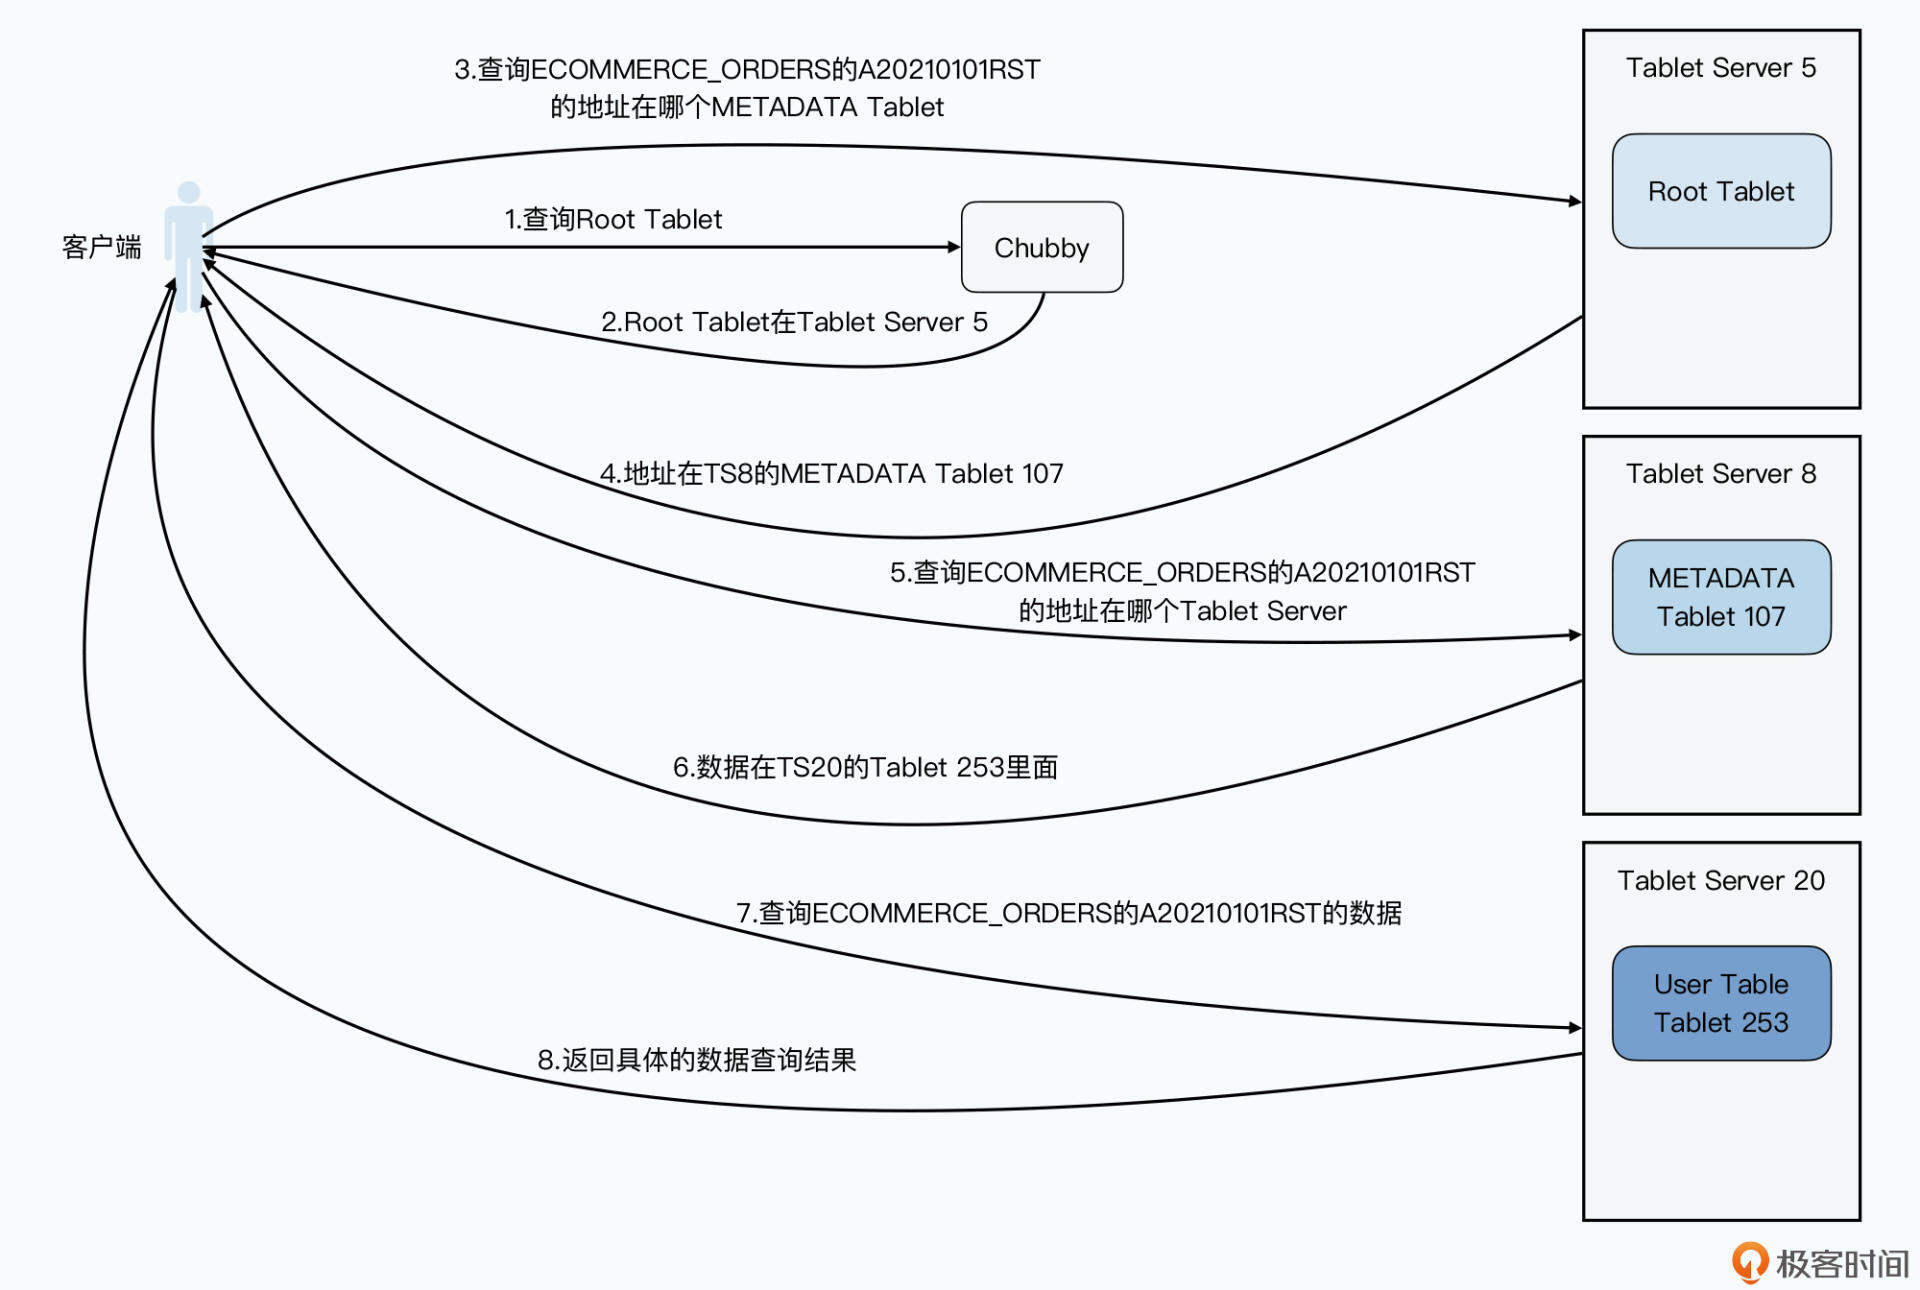 3.查询ECOMMERCE_ORDERS的A20210101RST
的地址在哪个METADATA Tablet
Tablet Server 5
Root Tablet
客户端
1.查询Root Tablet
Chubby
2.Root Tablet在Tablet Server 5
4.地址在TS8的METADATA Tablet 107
Tablet Server 8
5.查询ECOMMERCE_ORDERS的A20210101RST
的地址在哪个Tablet Server
METADATA
Tablet 107
6.数据在TS20的Tablet 253里面
Tablet Server 20
7.查询ECOMMERCE_ORDERS的A20210101RST的数据
User Table
Tablet 253
8.返回具体的数据查询结果
极客时间